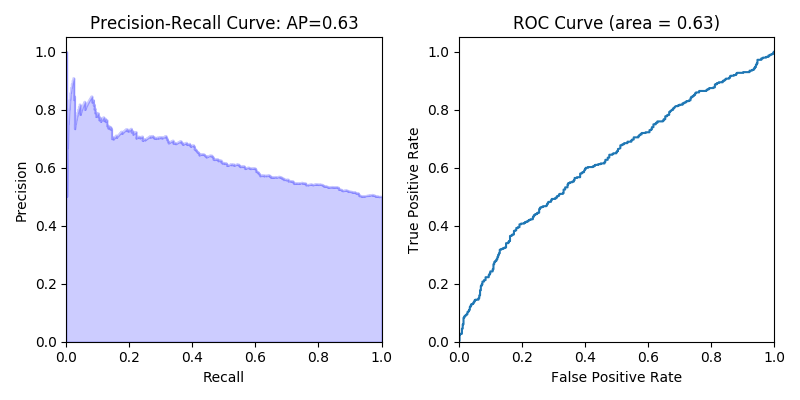 Precision-Recall Curve: AP=0.63
1.0
0.8
0.6
0.4
0.2
0.0
Precision
0.0 0.2 0.4 0.6 0.8 1.0
Recall
ROC Curve (area = 0.63)
1.0
0.8
0.6
0.4
0.2
0.0
True Positive Rate
0.0 0.2 0.4 0.6 0.8 1.0
False Positive Rate